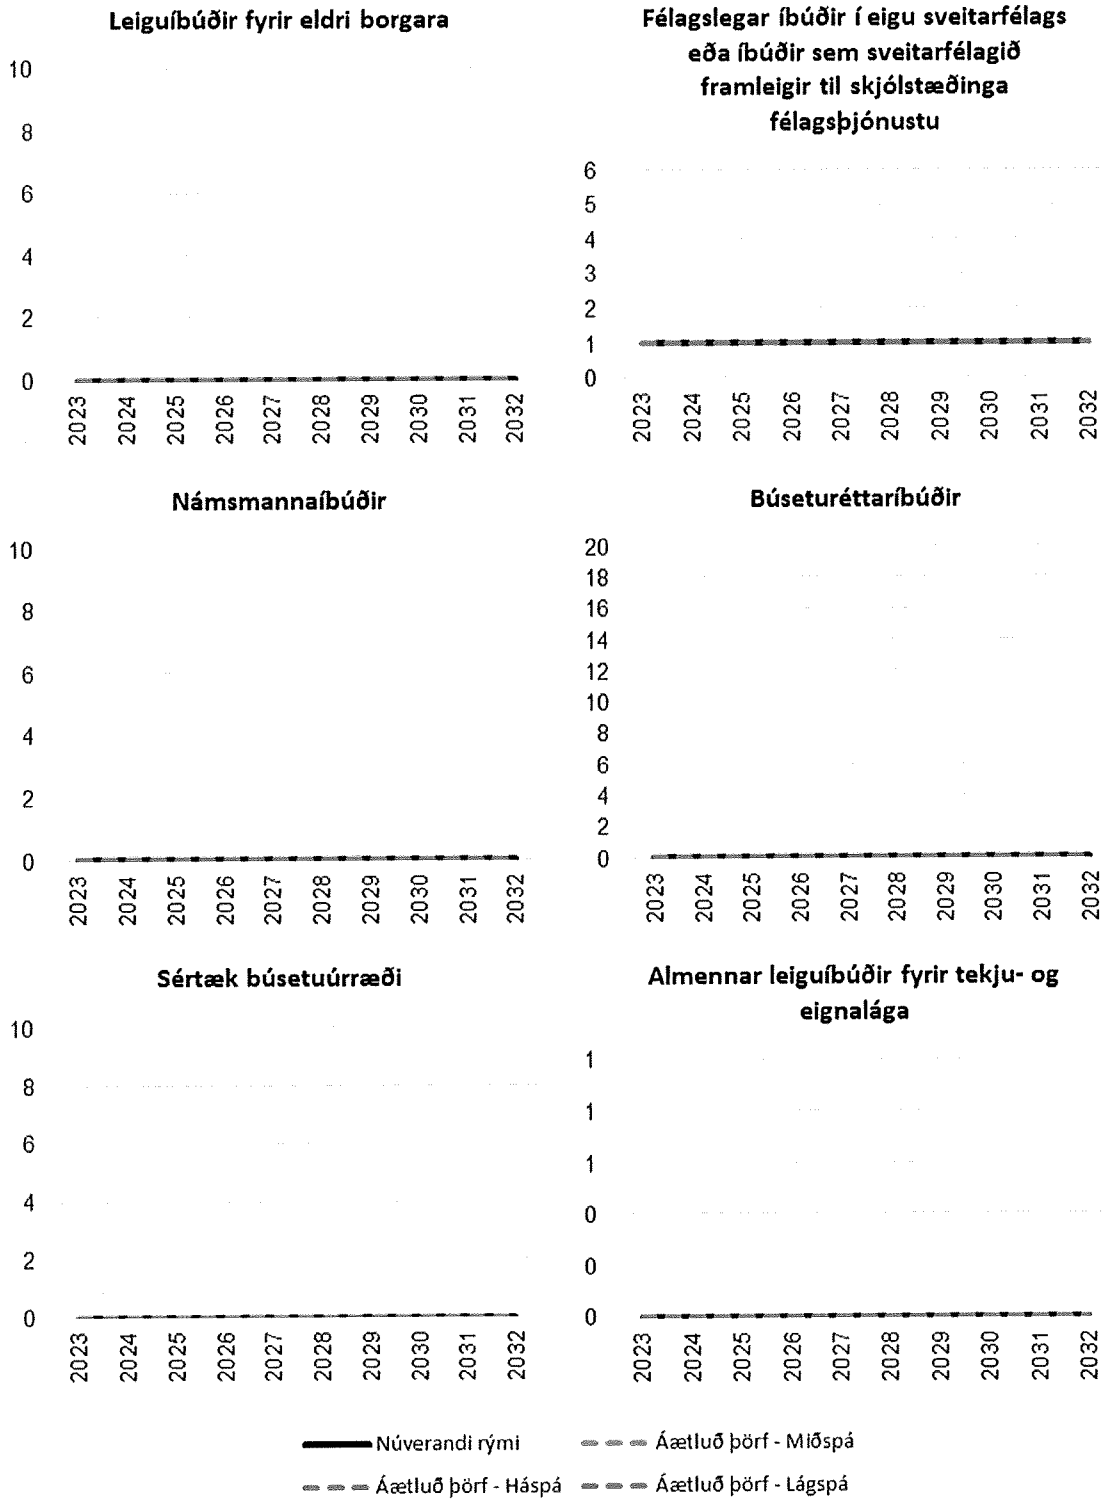 Leiguíbúðir fyrir eldri borgara
10
8
6
4
2
0
2023 2024 2025 2026 2027 2028 2029 2030 2031 2032
Félagslegar íbúðir í eigu sveitarfélags
eða íbúðir sem sveitarfélagið
framleigir til skjólstæðinga
félagsþjónustu
6
5
4
3
2
1
0
2023 2024 2025 2026 2027 2028 2029 2030 2031 2032
Námsmannaíbúðir
10
8
6
4
2
0
2023 2024 2025 2026 2027 2028 2029 2030 2031 2032
Búseturéttaríbúðir
20
18
16
14
12
10
8
6
4
2
0
2023 2024 2025 2026 2027 2028 2029 2030 2031 2032
Sértæk búsetuúrræði
10
8
6
4
2
0
2023 2024 2025 2026 2027 2028 2029 2030 2031 2032
Almennar leiguíbúðir fyrir tekju- og
eignalága
1
1
1
0
0
0
2023 2024 2025 2026 2027 2028 2029 2030 2031 2032
Núverandi rými
Áætluð þörf - Miðspá
Áætluð þörf - Háspá
Áætluð þörf - Lágspá